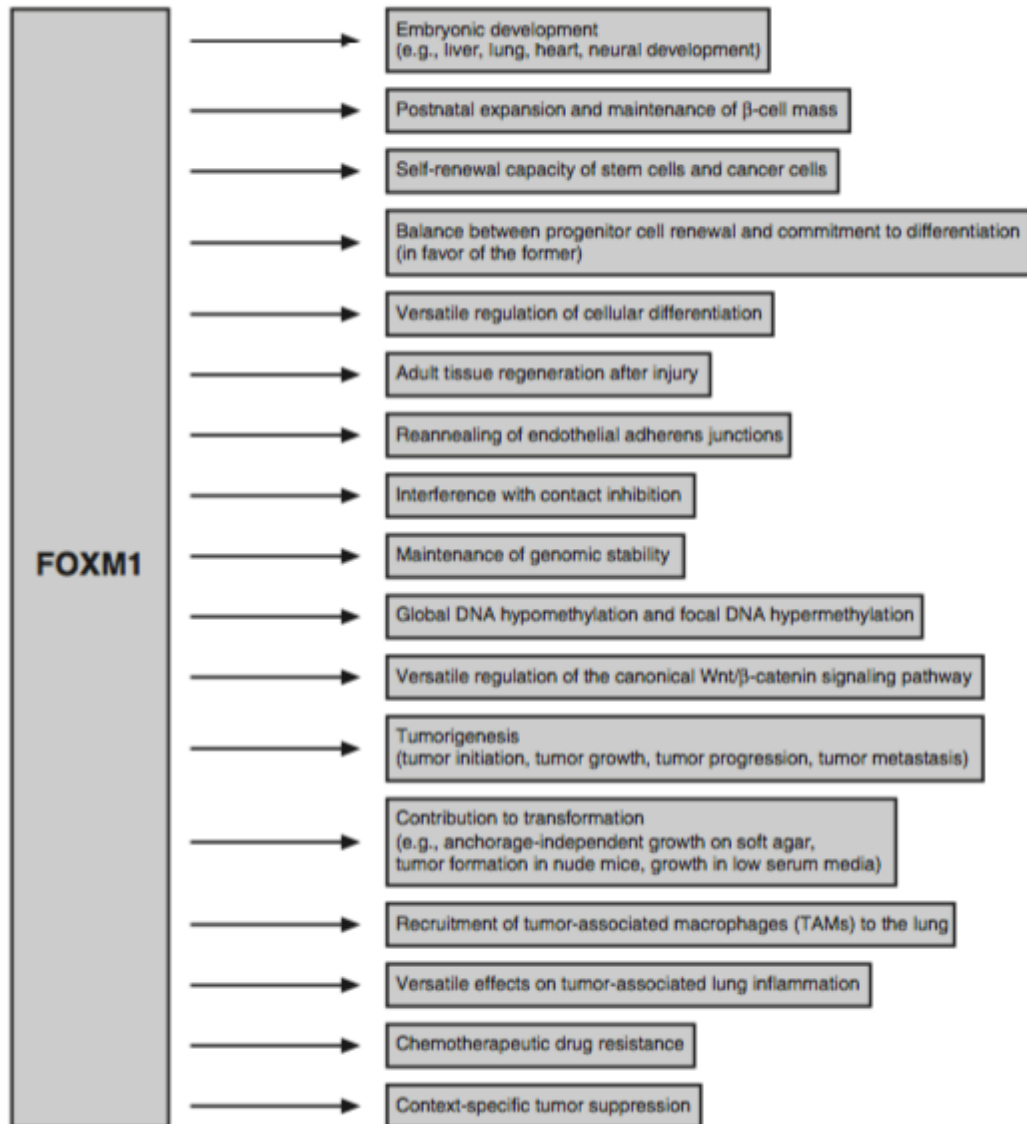 FOXM1
Embryonic development
(e.g., liver, lung, heart, neural development)
Postnatal expansion and maintenance of β-cell mass
Self-renewal capacity of stem cells and cancer cells
Balance between progenitor cell renewal and commitment to differentiation
(in favor of the former)
Versatile regulation of cellular differentiation
Adult tissue regeneration after injury
Reannealing of endothelial adherens junctions
Interference with contact inhibition
Maintenance of genomic stability
Global DNA hypomethylation and focal DNA hypermethylation
Versatile regulation of the canonical Wnt/β-catenin signaling pathway
Tumorigenesis
(tumor initiation, tumor growth, tumor progression, tumor metastasis)
Contribution to transformation
(e.g., anchorage-independent growth on soft agar,
tumor formation in nude mice, growth in low serum media)
Recruitment of tumor-associated macrophages (TAMs) to the lung
Versatile effects on tumor-associated lung inflammation
Chemotherapeutic drug resistance
Context-specific tumor suppression